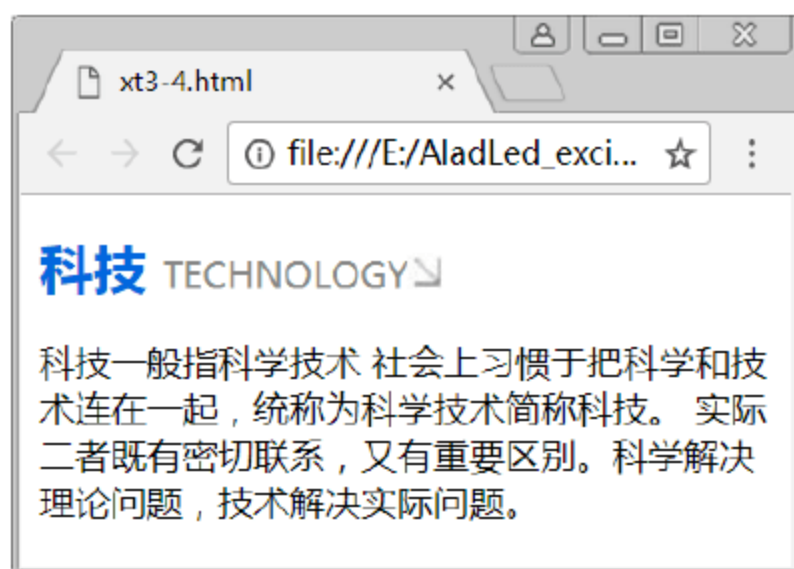 xt3-4.html
file:///E:/AladLed_exci...
科技 TECHNOLOGY
科技一般指科学技术 社会上习惯于把科学和技
术连在一起，统称为科学技术简称科技。 实际
二者既有密切联系，又有重要区别。科学解决
理论问题，技术解决实际问题。